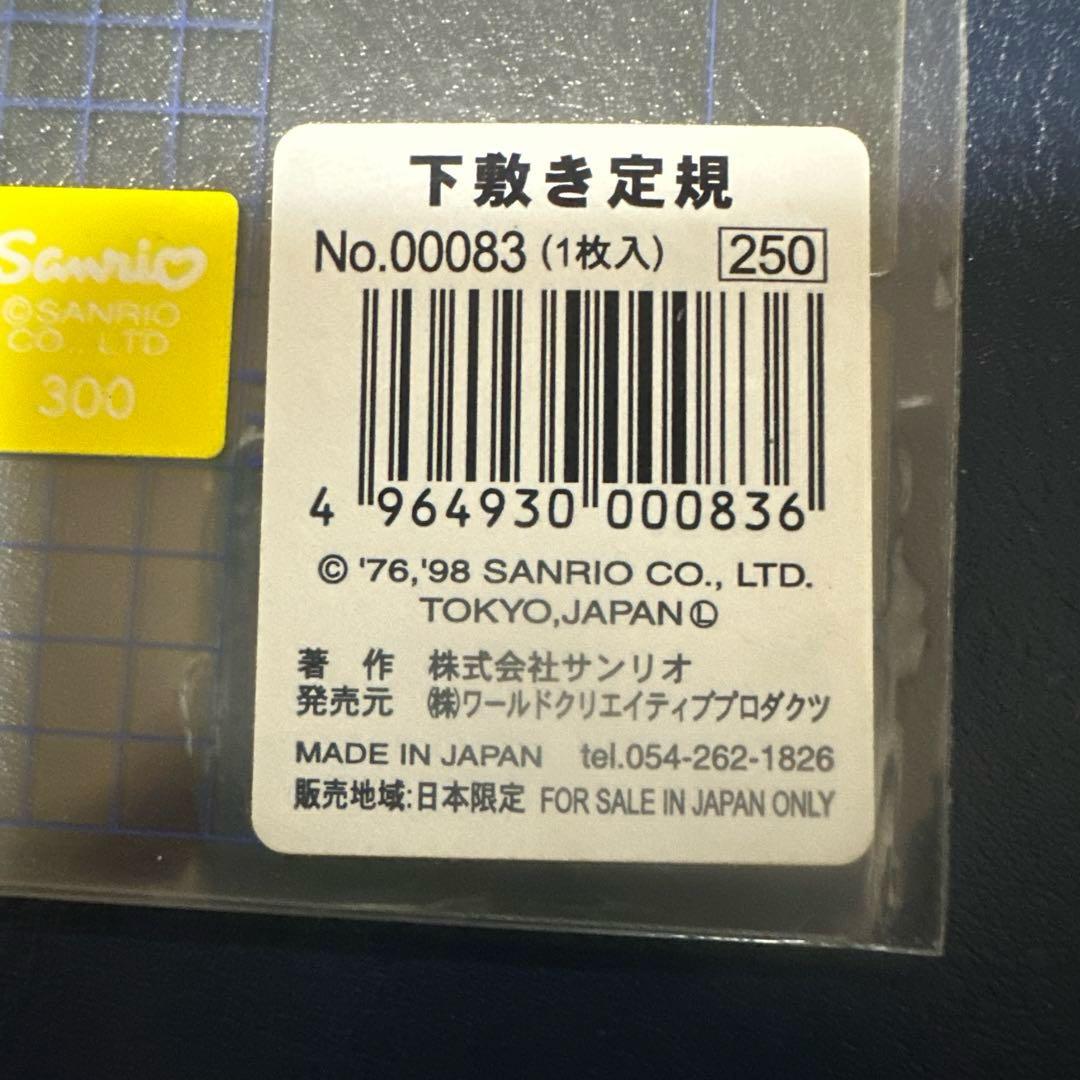 Sanrio
©SANRIO
CO., LTD
300
下敷き定規
No.00083 (1枚入) 250
4 964930 000836
© '76,'98 SANRIO CO., LTD.
TOKYO,JAPAN Ⓛ
著 作 株式会社サンリオ
発売元 ㈱ワールドクリエイティブプロダクツ
MADE IN JAPAN tel.054-262-1826
販売地域:日本限定 FOR SALE IN JAPAN ONLY